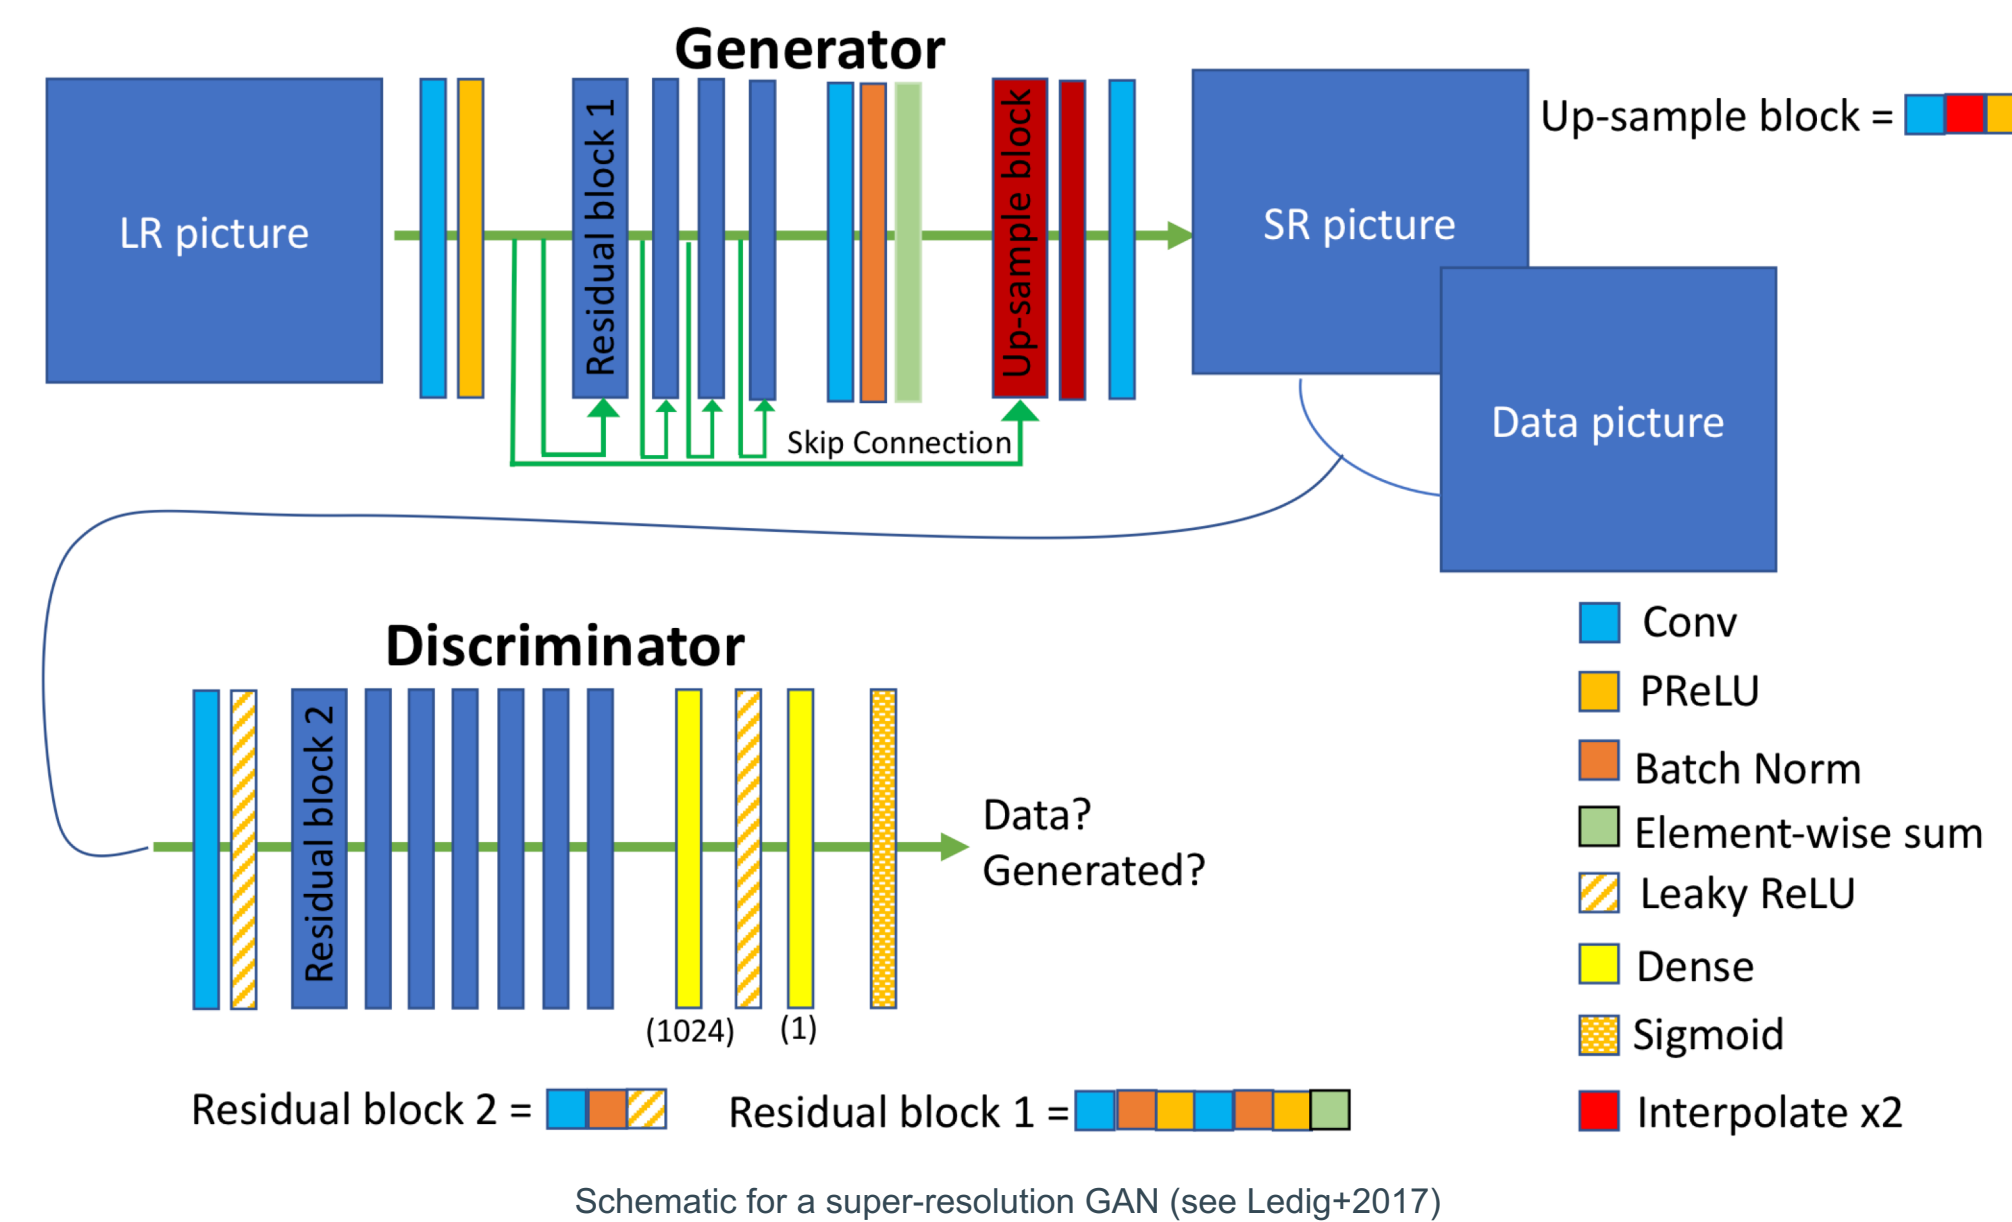 Generator
LR picture
Residual block 1
Up-sample block
SR picture
Up-sample block =
Data picture
Skip Connection
Discriminator
Residual block 2
(1024)
(1)
Data?
Generated?
Conv
PReLU
Batch Norm
Element-wise sum
Leaky ReLU
Dense
Sigmoid
Interpolate x2
Residual block 2 =
Residual block 1 =
Schematic for a super-resolution GAN (see Ledig+2017)